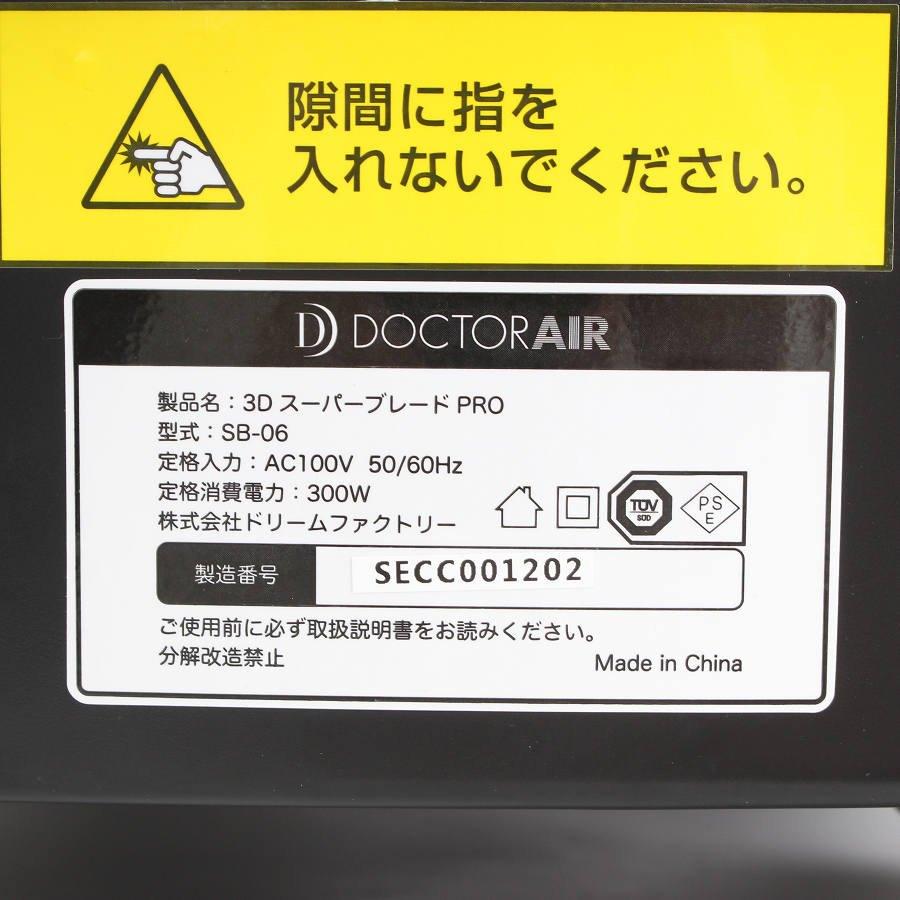 隙間に指を
入れないでください。
DOCTORAIR
製品名：3D スーパーブレード PRO
型式：SB-06
定格入力：AC100V 50/60Hz
定格消費電力：300W
株式会社ドリームファクトリー
TÜV
SÜD
PS
E
製造番号 SECC001202
ご使用前に必ず取扱説明書をお読みください。
分解改造禁止
Made in China